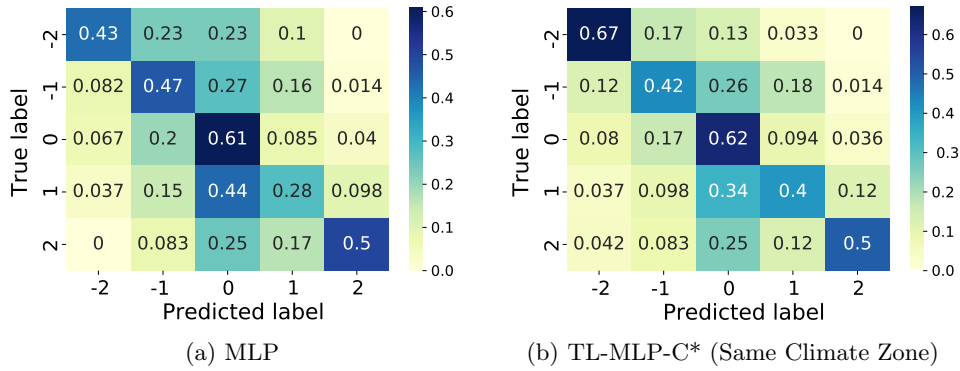 True label
-2 0.43 0.23 0.23 0.1 0
-1 0.082 0.47 0.27 0.16 0.014
0 0.067 0.2 0.61 0.085 0.04
1 0.037 0.15 0.44 0.28 0.098
2 0 0.083 0.25 0.17 0.5
-2 -1 0 1 2
Predicted label
0.6
0.5
0.4
0.3
0.2
0.1
0.0
(a) MLP
True label
-2 0.67 0.17 0.13 0.033 0
-1 0.12 0.42 0.26 0.18 0.014
0 0.08 0.17 0.62 0.094 0.036
1 0.037 0.098 0.34 0.4 0.12
2 0.042 0.083 0.25 0.12 0.5
-2 -1 0 1 2
Predicted label
0.6
0.5
0.4
0.3
0.2
0.1
0.0
(b) TL-MLP-C* (Same Climate Zone)